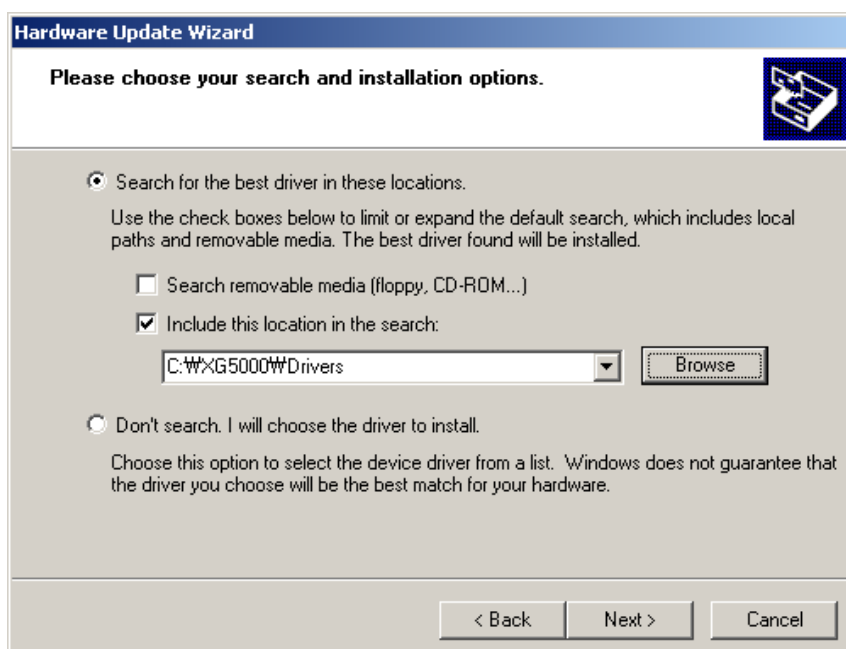 Hardware Update Wizard
Please choose your search and installation options.
Search for the best driver in these locations.
Use the check boxes below to limit or expand the default search, which includes local
paths and removable media. The best driver found will be installed.
Search removable media (floppy, CD-ROM...)
Include this location in the search:
C:₩XG5000₩Drivers
Browse
Don't search. I will choose the driver to install.
Choose this option to select the device driver from a list.  Windows does not guarantee that
the driver you choose will be the best match for your hardware.
< Back
Next >
Cancel